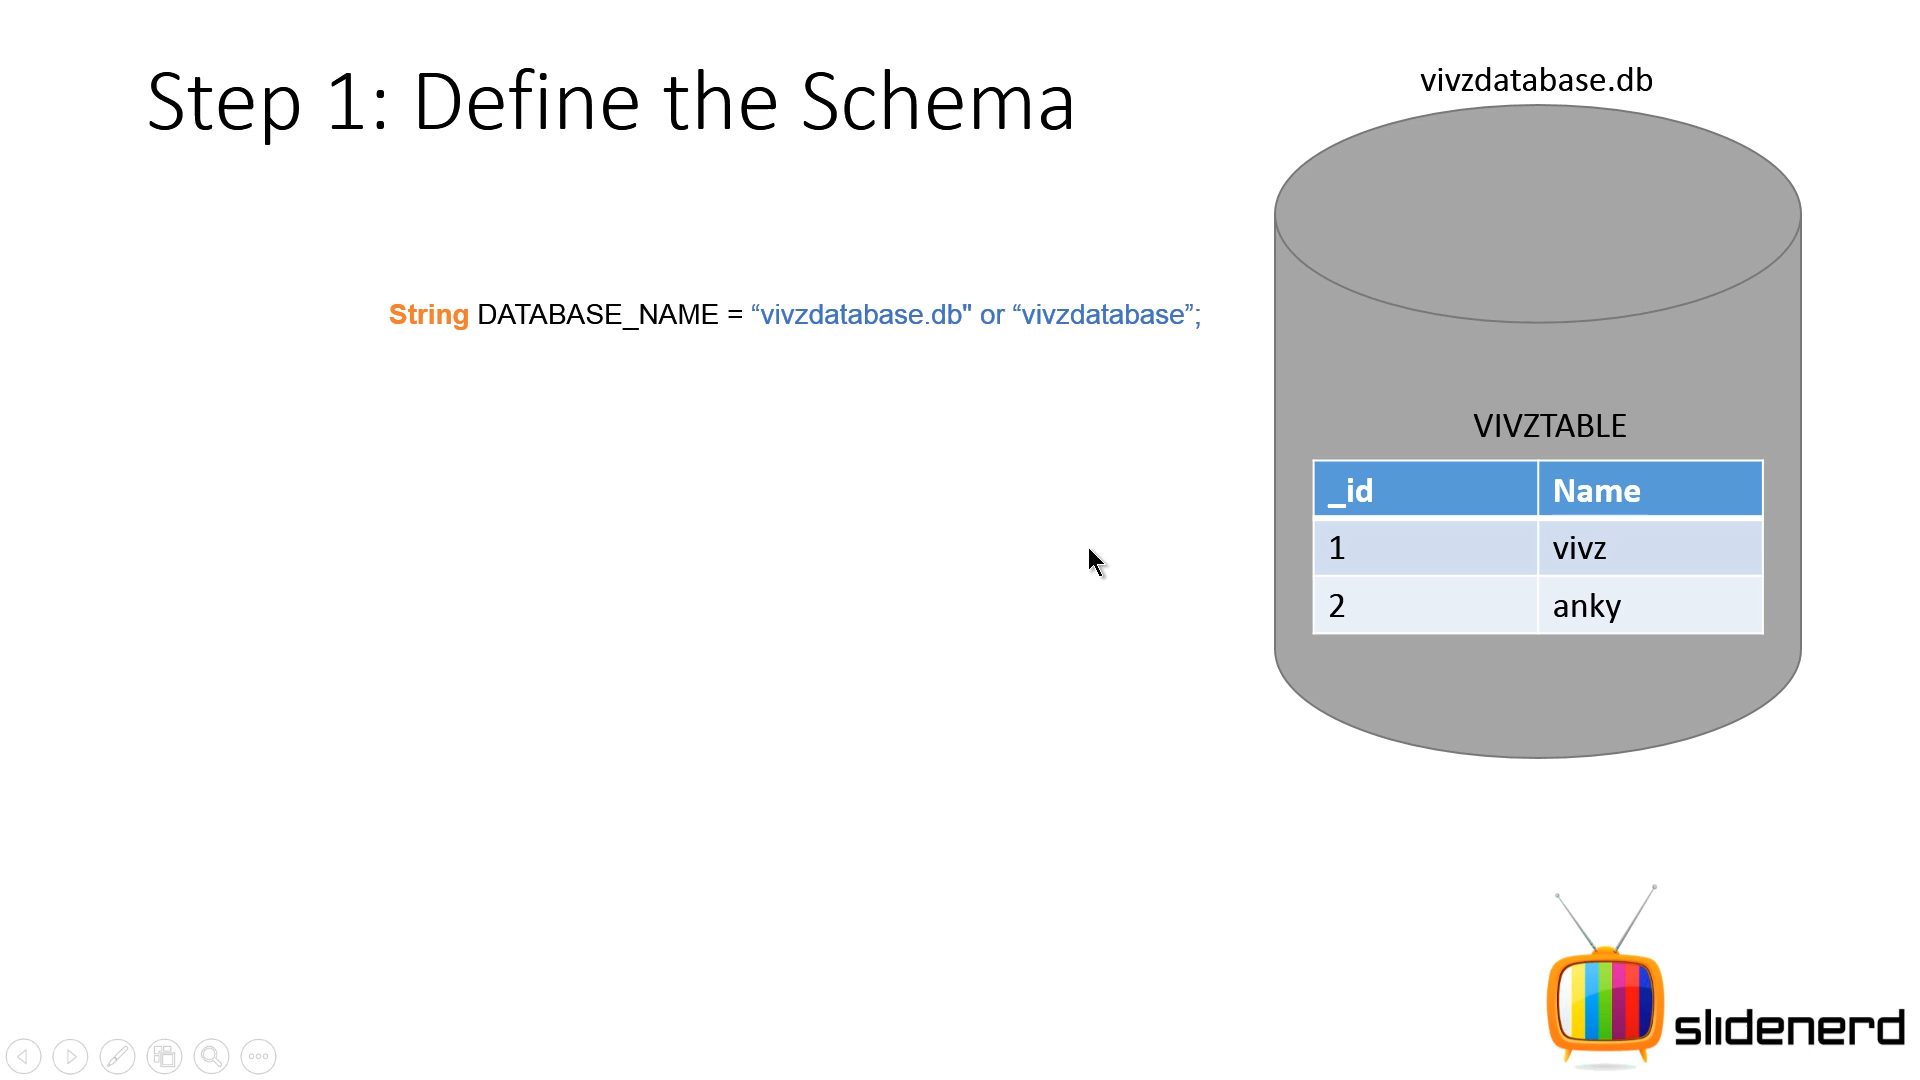 Step 1: Define the Schema
vivzdatabase.db
String DATABASE_NAME = “vivzdatabase.db" or “vivzdatabase”;
VIVZTABLE
_id Name
1 vivz
2 anky
slidenerd